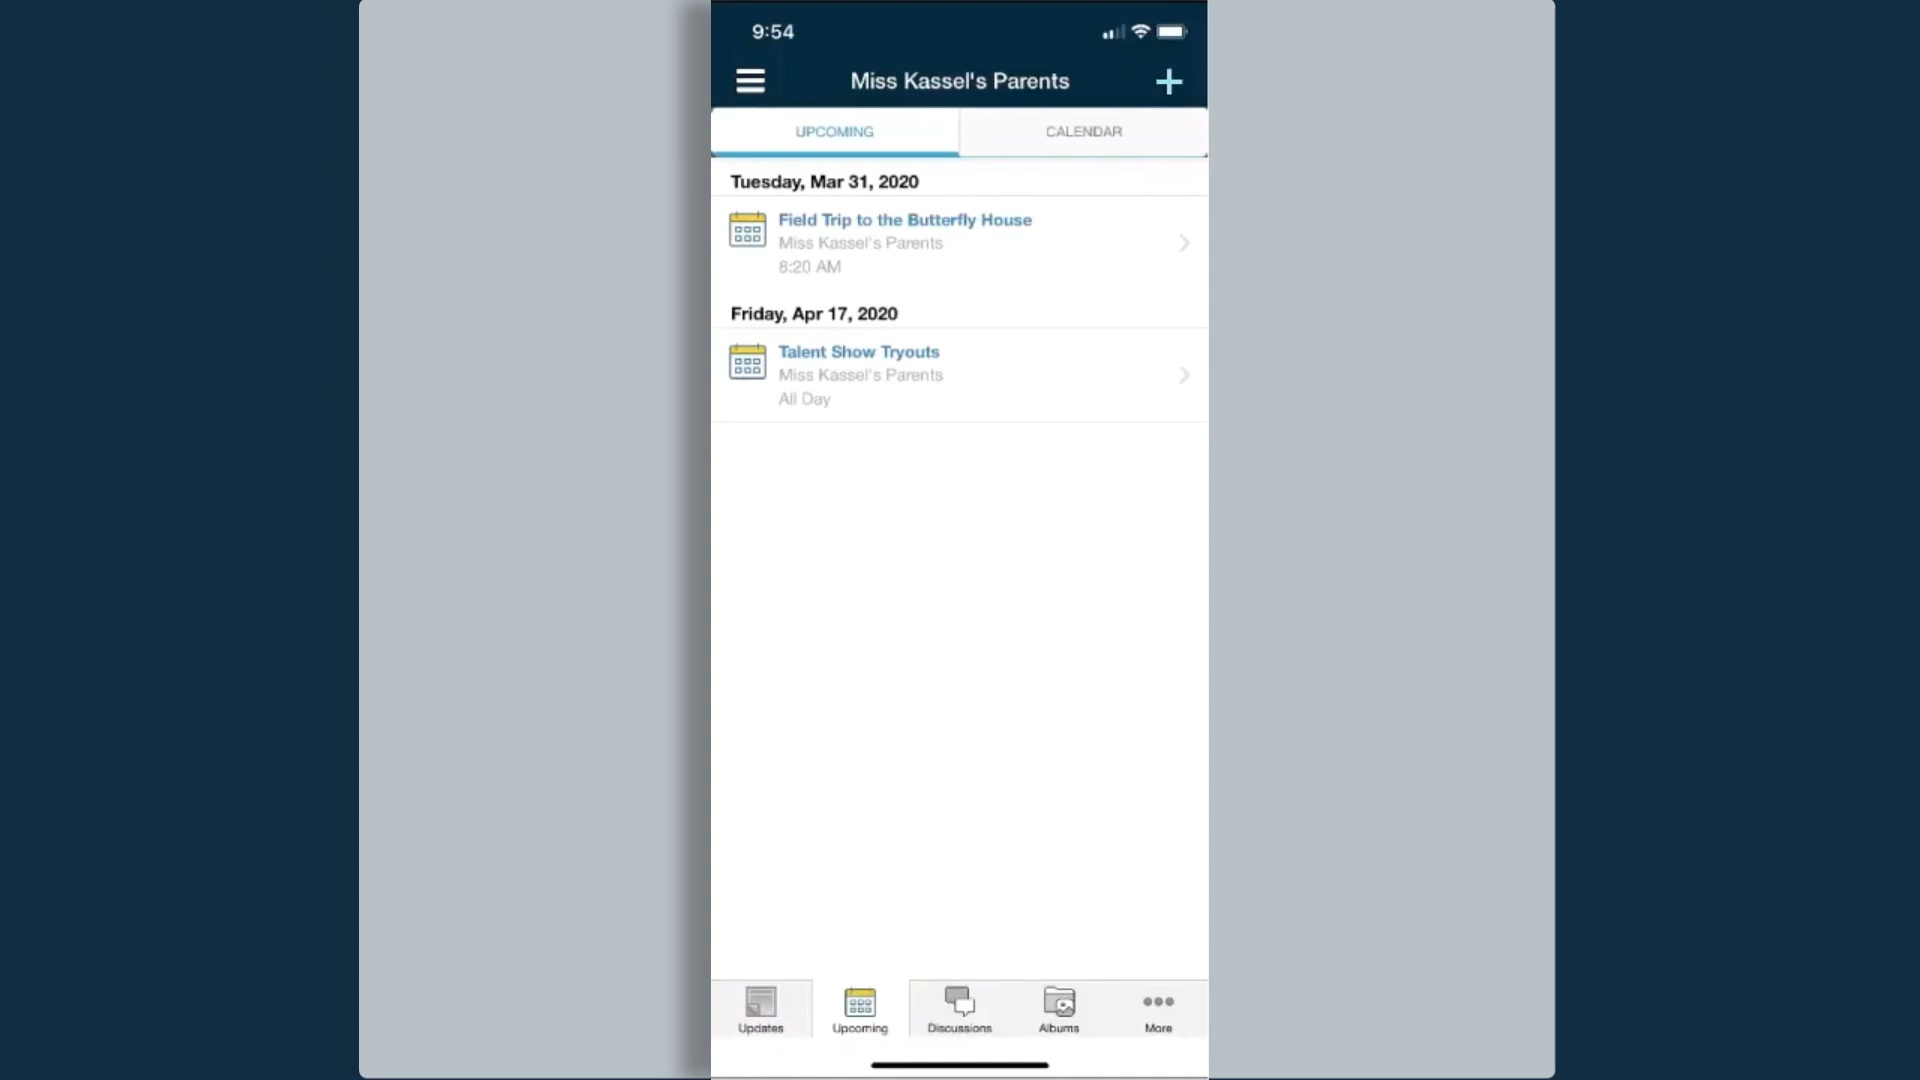 9:54
Miss Kassel's Parents
UPCOMING
CALENDAR
Tuesday, Mar 31, 2020
Field Trip to the Butterfly House
Miss Kassel's Parents
8:20 AM
Friday, Apr 17, 2020
Talent Show Tryouts
Miss Kassel's Parents
All Day
Updates
Upcoming
Discussions
Albums
More